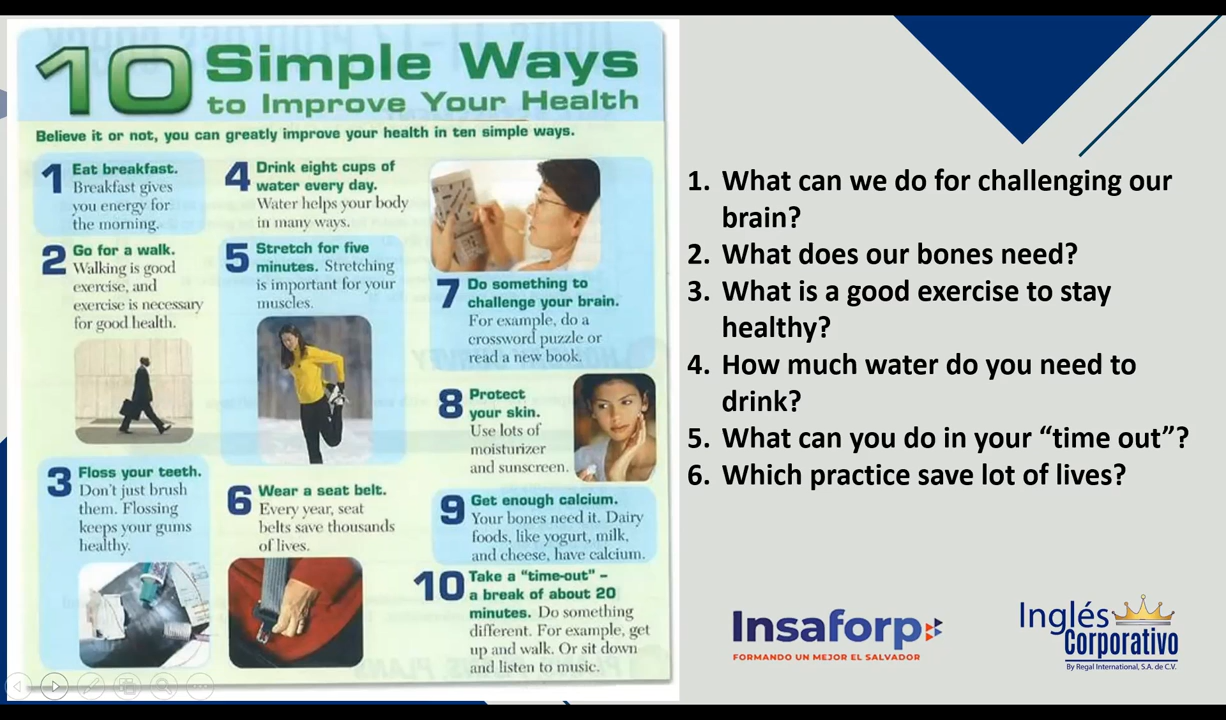 10 Simple Ways
to Improve Your Health
Believe it or not, you can greatly improve your health in ten simple ways.
1 Eat breakfast.
Breakfast gives
you energy for
the morning.
2 Go for a walk.
Walking is good
exercise, and
exercise is necessary
for good health.
3 Floss your teeth.
Don't just brush
them. Flossing
keeps your gums
healthy.
4 Drink eight cups of
water every day.
Water helps your body
in many ways.
5 Stretch for five
minutes. Stretching
is important for your
muscles.
6 Wear a seat belt.
Every year, seat
belts save thousands
of lives.
7 Do something to
challenge your brain.
For example, do a
crossword puzzle or
read a new book.
8 Protect
your skin.
Use lots of
moisturizer
and sunscreen.
9 Get enough calcium.
Your bones need it. Dairy
foods, like yogurt, milk,
and cheese, have calcium.
10 Take a “time-out” –
a break of about 20
minutes. Do something
different. For example, get
up and walk. Or sit down
and listen to music.
1. What can we do for challenging our
brain?
2. What does our bones need?
3. What is a good exercise to stay
healthy?
4. How much water do you need to
drink?
5. What can you do in your “time out”?
6. Which practice save lot of lives?
Insaforp
FORMANDO UN MEJOR EL SALVADOR
Inglés
Corporativo
By Regal International, S.A. de C.V.